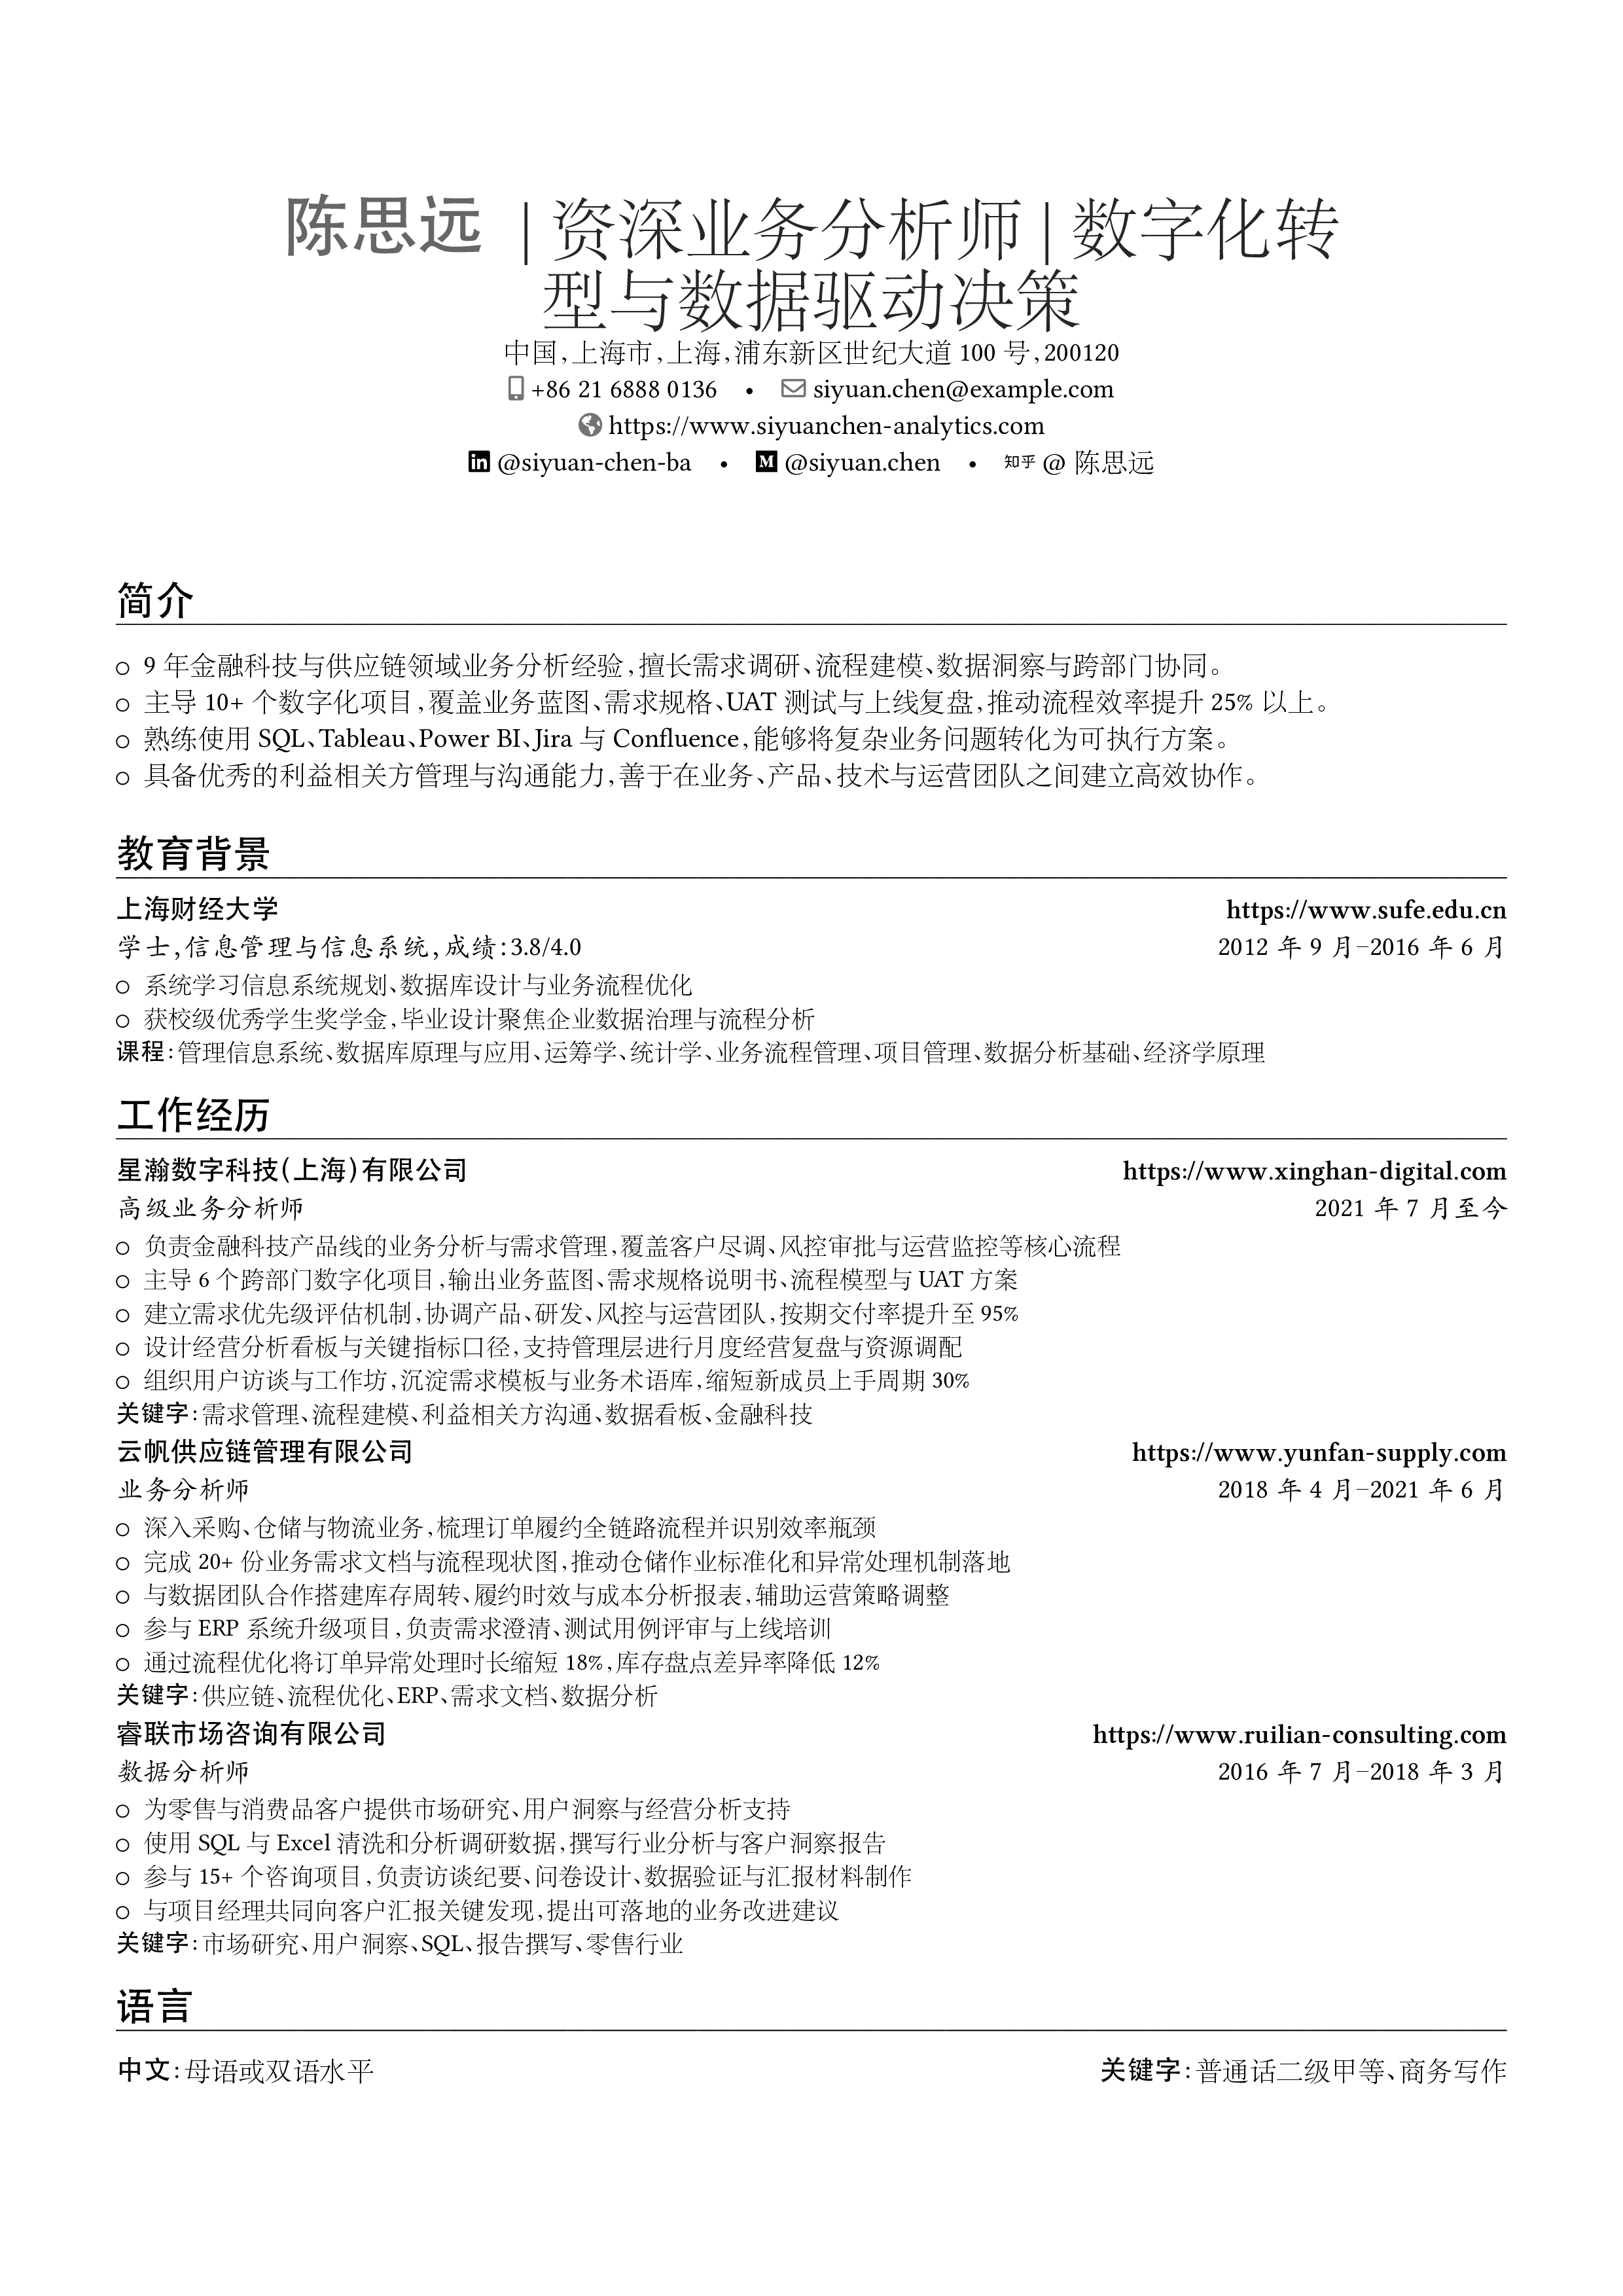 陈思远 | 资深业务分析师 | 数字化转
型与数据驱动决策
中国，上海市，上海，浦东新区世纪大道 100 号，200120
+86 21 6888 0136 • siyuan.chen@example.com
https://www.siyuanchen-analytics.com
@siyuan-chen-ba • @siyuan.chen • 知乎 @ 陈思远
简介
○ 9 年金融科技与供应链领域业务分析经验，擅长需求调研、流程建模、数据洞察与跨部门协同。
○ 主导 10+ 个数字化项目，覆盖业务蓝图、需求规格、UAT 测试与上线复盘，推动流程效率提升 25% 以上。
○ 熟练使用 SQL、Tableau、Power BI、Jira 与 Confluence，能够将复杂业务问题转化为可执行方案。
○ 具备优秀的利益相关方管理与沟通能力，善于在业务、产品、技术与运营团队之间建立高效协作。
教育背景
上海财经大学 https://www.sufe.edu.cn
学士，信息管理与信息系统，成绩：3.8/4.0 2012 年 9 月–2016 年 6 月
○ 系统学习信息系统规划、数据库设计与业务流程优化
○ 获校级优秀学生奖学金，毕业设计聚焦企业数据治理与流程分析
课程：管理信息系统、数据库原理与应用、运筹学、统计学、业务流程管理、项目管理、数据分析基础、经济学原理
工作经历
星瀚数字科技（上海）有限公司 https://www.xinghan-digital.com
高级业务分析师 2021 年 7 月至今
○ 负责金融科技产品线的业务分析与需求管理，覆盖客户尽调、风控审批与运营监控等核心流程
○ 主导 6 个跨部门数字化项目，输出业务蓝图、需求规格说明书、流程模型与 UAT 方案
○ 建立需求优先级评估机制，协调产品、研发、风控与运营团队，按期交付率提升至 95%
○ 设计经营分析看板与关键指标口径，支持管理层进行月度经营复盘与资源调配
○ 组织用户访谈与工作坊，沉淀需求模板与业务术语库，缩短新成员上手周期 30%
关键字：需求管理、流程建模、利益相关方沟通、数据看板、金融科技
云帆供应链管理有限公司 https://www.yunfan-supply.com
业务分析师 2018 年 4 月–2021 年 6 月
○ 深入采购、仓储与物流业务，梳理订单履约全链路流程并识别效率瓶颈
○ 完成 20+ 份业务需求文档与流程现状图，推动仓储作业标准化和异常处理机制落地
○ 与数据团队合作搭建库存周转、履约时效与成本分析报表，辅助运营策略调整
○ 参与 ERP 系统升级项目，负责需求澄清、测试用例评审与上线培训
○ 通过流程优化将订单异常处理时长缩短 18%，库存盘点差异率降低 12%
关键字：供应链、流程优化、ERP、需求文档、数据分析
睿联市场咨询有限公司 https://www.ruilian-consulting.com
数据分析师 2016 年 7 月–2018 年 3 月
○ 为零售与消费品客户提供市场研究、用户洞察与经营分析支持
○ 使用 SQL 与 Excel 清洗和分析调研数据，撰写行业分析与客户洞察报告
○ 参与 15+ 个咨询项目，负责访谈纪要、问卷设计、数据验证与汇报材料制作
○ 与项目经理共同向客户汇报关键发现，提出可落地的业务改进建议
关键字：市场研究、用户洞察、SQL、报告撰写、零售行业
语言
中文：母语或双语水平 关键字：普通话二级甲等、商务写作